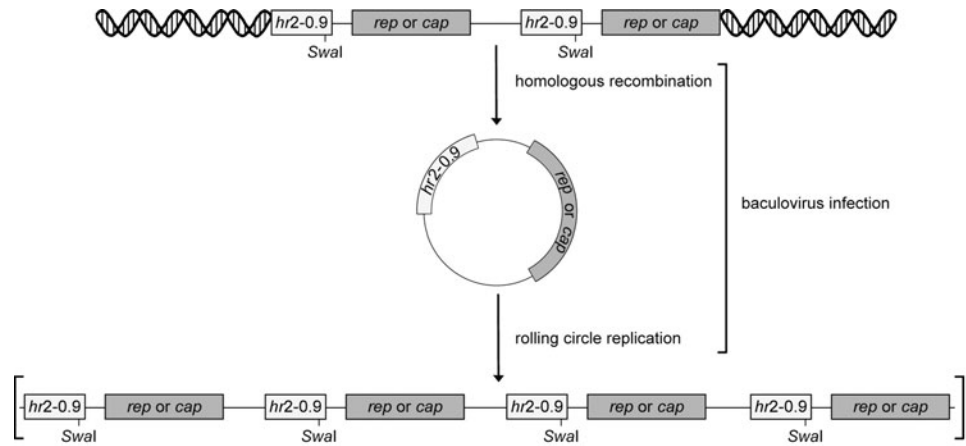 hr2-0.9 rep or cap hr2-0.9 rep or cap
SwaI SwaI
homologous recombination
hr2-0.9
rep or cap
baculovirus infection
rolling circle replication
hr2-0.9 rep or cap hr2-0.9 rep or cap hr2-0.9 rep or cap hr2-0.9 rep or cap
SwaI SwaI SwaI SwaI